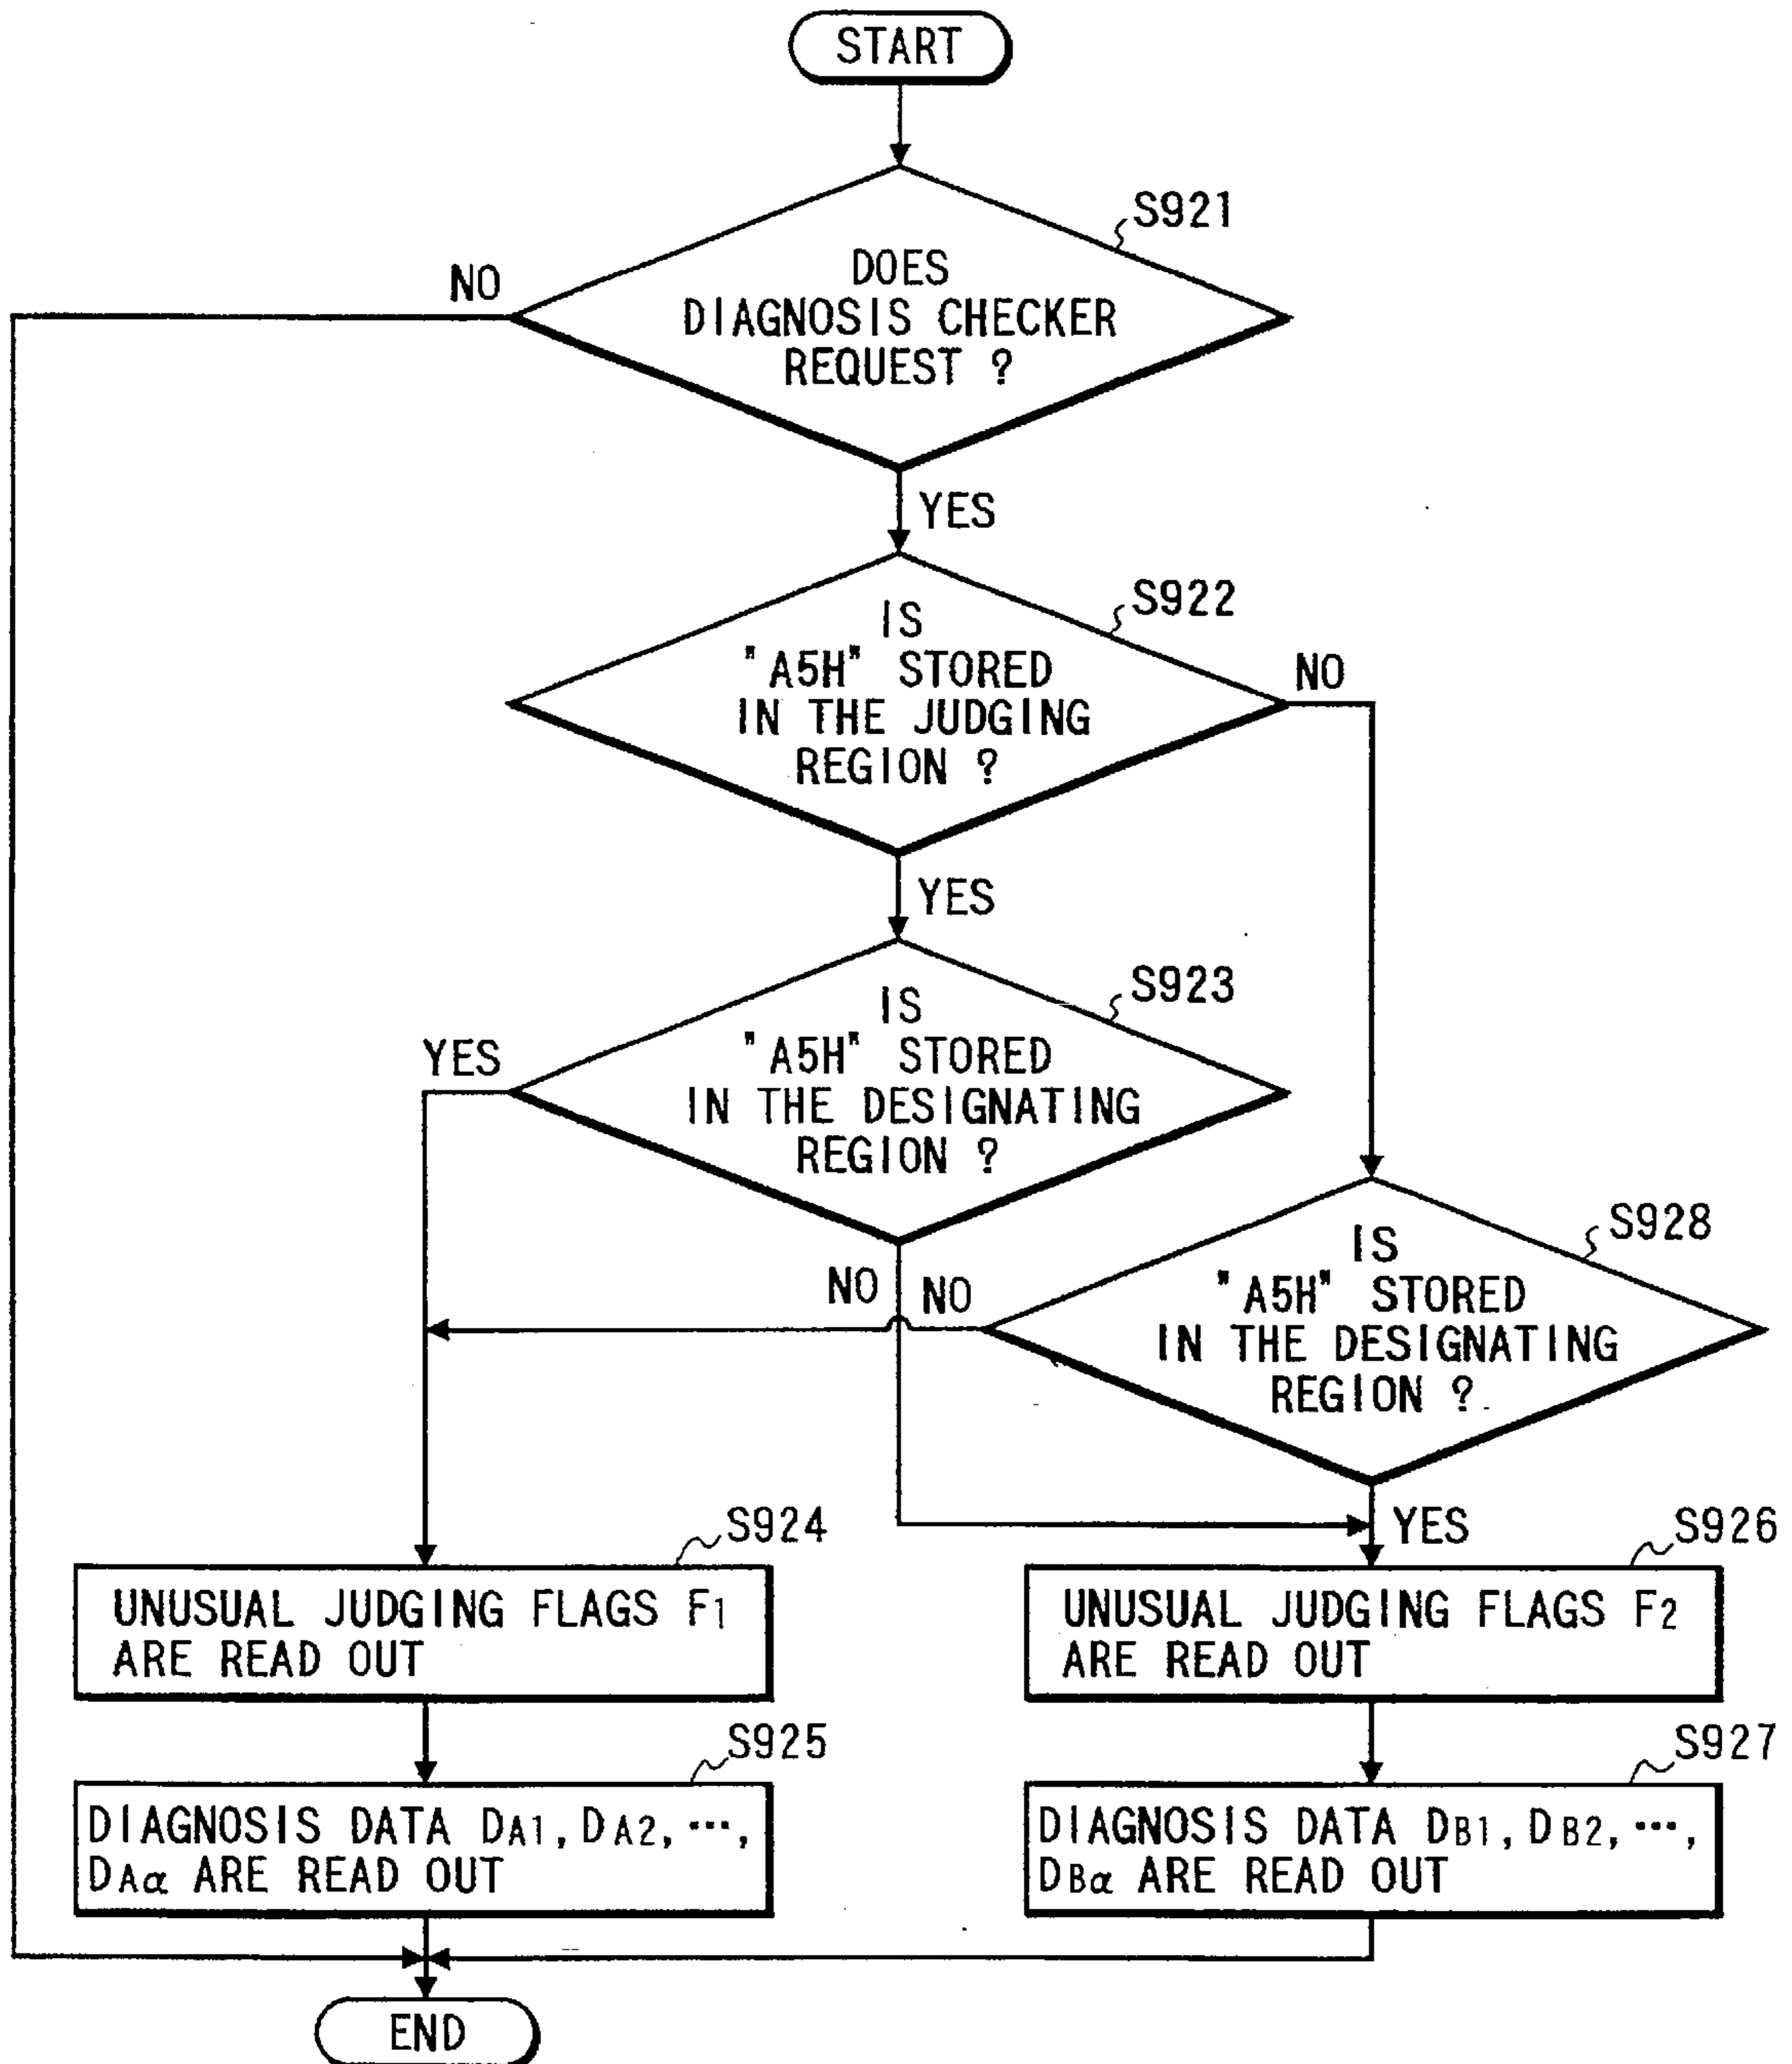 START
S921
NO
DOES
DIAGNOSIS CHECKER
REQUEST ?
YES
S922
IS
"A5H" STORED
IN THE JUDGING
REGION ?
NO
YES
S923
IS
"A5H" STORED
IN THE DESIGNATING
REGION ?
YES
S928
IS
"A5H" STORED
IN THE DESIGNATING
REGION ?
NO
NO
YES
S924
UNUSUAL JUDGING FLAGS F1
ARE READ OUT
S926
UNUSUAL JUDGING FLAGS F2
ARE READ OUT
S925
DIAGNOSIS DATA DA1, DA2, ···,
DAα ARE READ OUT
S927
DIAGNOSIS DATA DB1, DB2, ···,
DBα ARE READ OUT
END